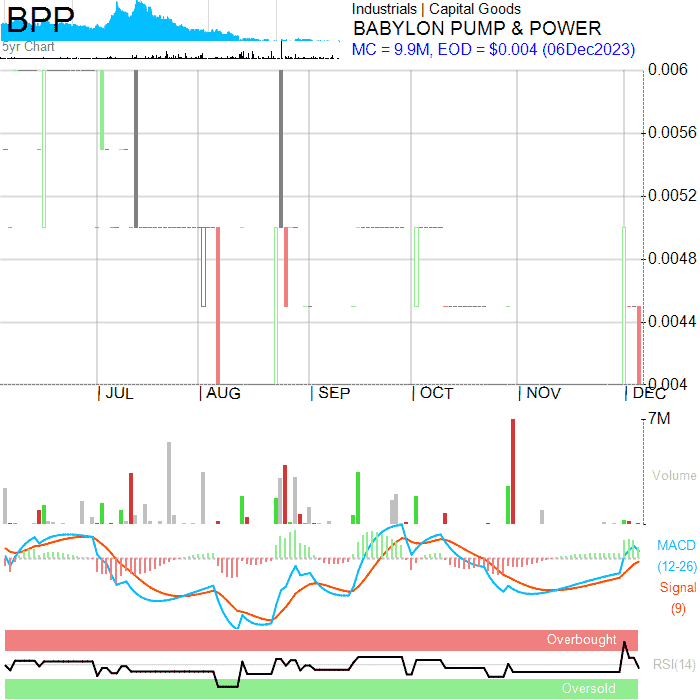 BPP
5yr Chart
Industrials | Capital Goods
BABYLON PUMP & POWER
MC = 9.9M, EOD = $0.004 (06Dec2023)
0.006
0.0056
0.0052
0.0048
0.0044
0.004
| JUL | AUG | SEP | OCT | NOV | DEC
7M
Volume
MACD
(12-26)
Signal
(9)
Overbought
RSI(14)
Oversold